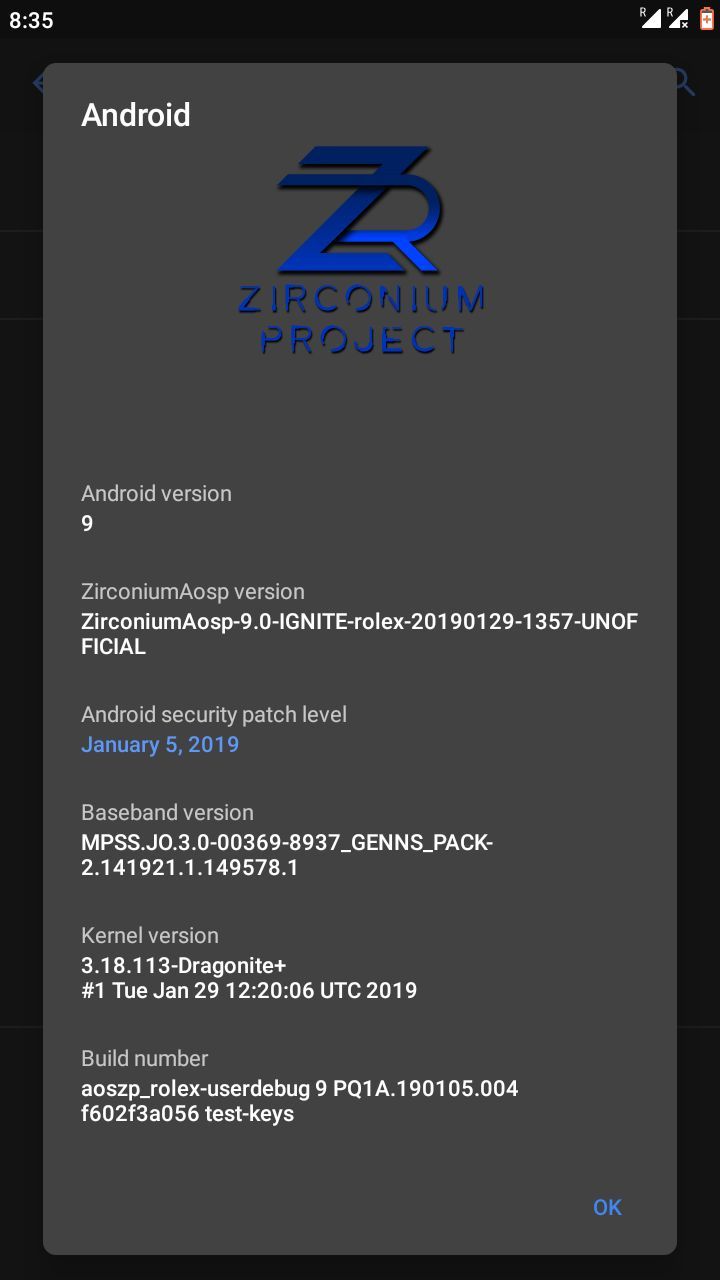 8:35
R R
Android
ZR
ZIRCONIUM
PROJECT
Android version
9
ZirconiumAosp version
ZirconiumAosp-9.0-IGNITE-rolex-20190129-1357-UNOF
FICIAL
Android security patch level
January 5, 2019
Baseband version
MPSS.JO.3.0-00369-8937_GENNS_PACK-
2.141921.1.149578.1
Kernel version
3.18.113-Dragonite+
#1 Tue Jan 29 12:20:06 UTC 2019
Build number
aoszp_rolex-userdebug 9 PQ1A.190105.004
f602f3a056 test-keys
OK